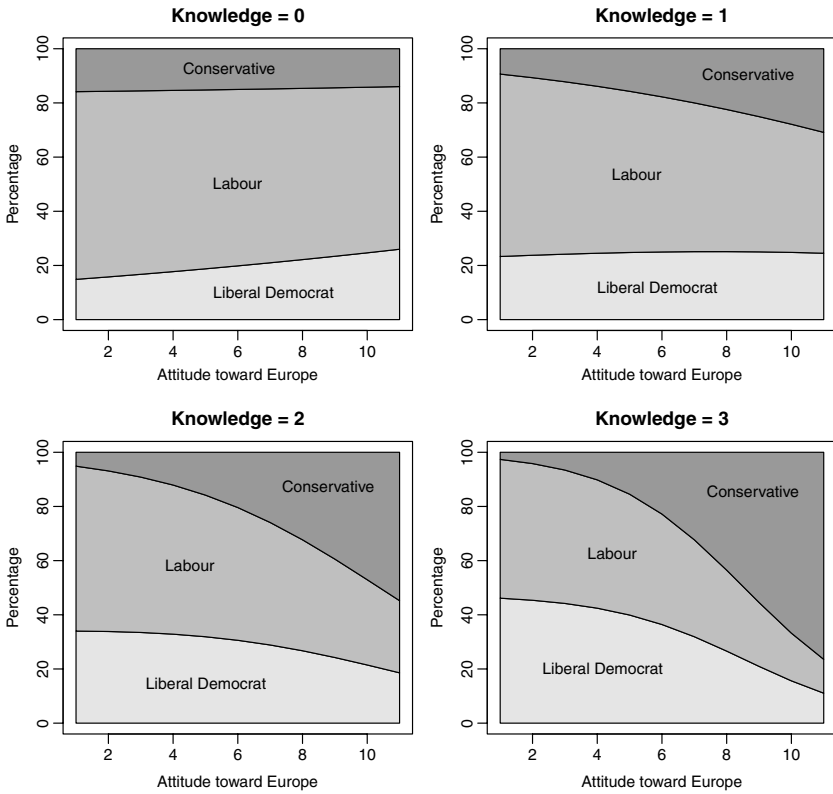 Knowledge = 0
100
80
60
40
20
0
Percentage
Conservative
Labour
Liberal Democrat
2 4 6 8 10
Attitude toward Europe
Knowledge = 1
100
80
60
40
20
0
Percentage
Conservative
Labour
Liberal Democrat
2 4 6 8 10
Attitude toward Europe
Knowledge = 2
100
80
60
40
20
0
Percentage
Conservative
Labour
Liberal Democrat
2 4 6 8 10
Attitude toward Europe
Knowledge = 3
100
80
60
40
20
0
Percentage
Conservative
Labour
Liberal Democrat
2 4 6 8 10
Attitude toward Europe